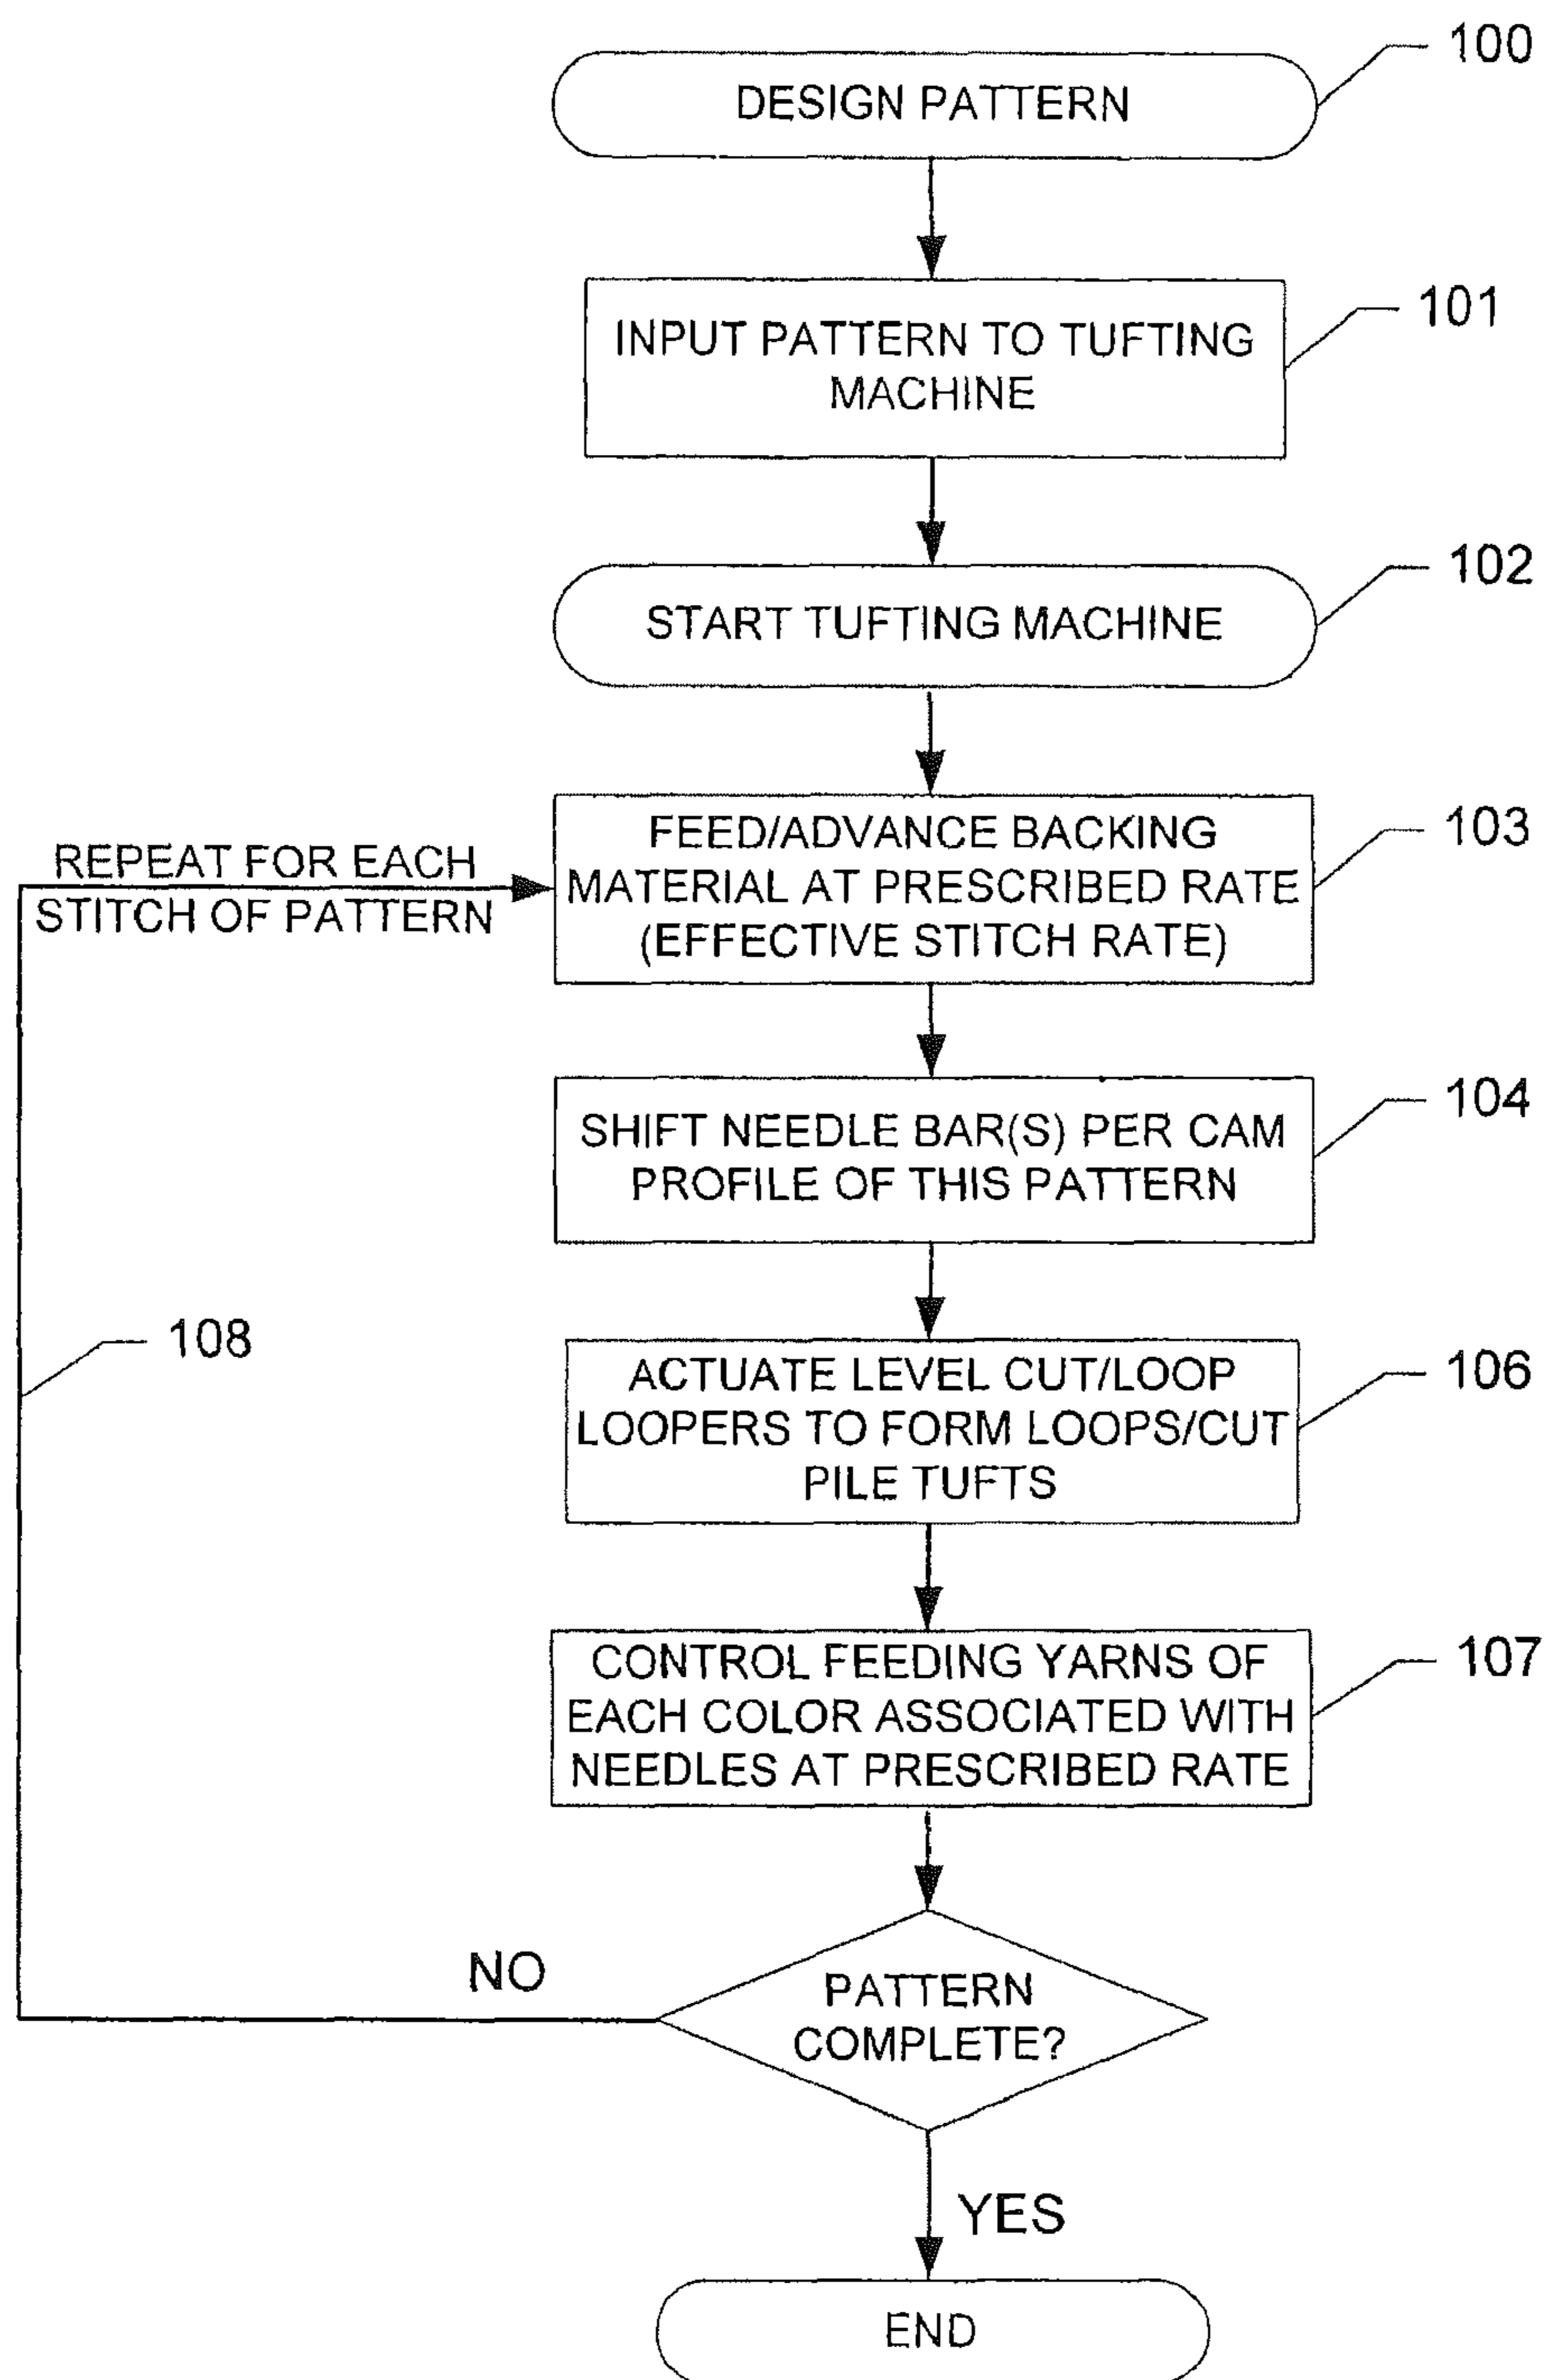 100
DESIGN PATTERN
101
INPUT PATTERN TO TUFTING
MACHINE
102
START TUFTING MACHINE
103
FEED/ADVANCE BACKING
MATERIAL AT PRESCRIBED RATE
(EFFECTIVE STITCH RATE)
REPEAT FOR EACH
STITCH OF PATTERN
104
SHIFT NEEDLE BAR(S) PER CAM
PROFILE OF THIS PATTERN
108
106
ACTUATE LEVEL CUT/LOOP
LOOPERS TO FORM LOOPS/CUT
PILE TUFTS
107
CONTROL FEEDING YARNS OF
EACH COLOR ASSOCIATED WITH
NEEDLES AT PRESCRIBED RATE
NO
PATTERN
COMPLETE?
YES
END